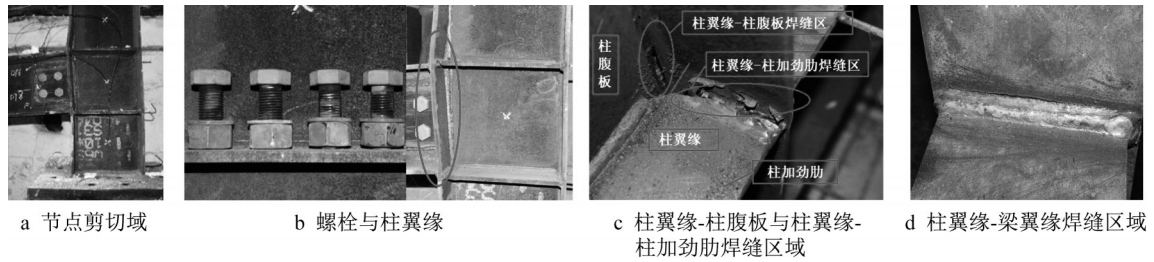 柱翼缘-柱腹板焊缝区
柱腹板
柱翼缘-柱加劲肋焊缝区
柱翼缘
柱加劲肋
a 节点剪切域
b 螺栓与柱翼缘
c 柱翼缘-柱腹板与柱翼缘-
柱加劲肋焊缝区域
d 柱翼缘-梁翼缘焊缝区域